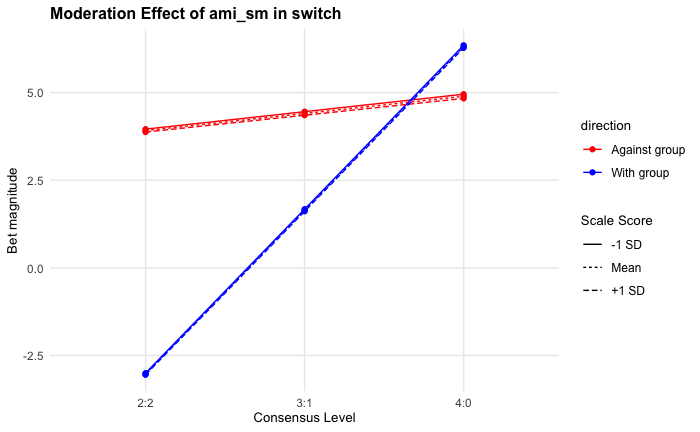 Moderation Effect of ami_sm in switch
Bet magnitude
5.0
2.5
0.0
-2.5
2:2
3:1
4:0
Consensus Level
direction
Against group
With group
Scale Score
-1 SD
Mean
+1 SD